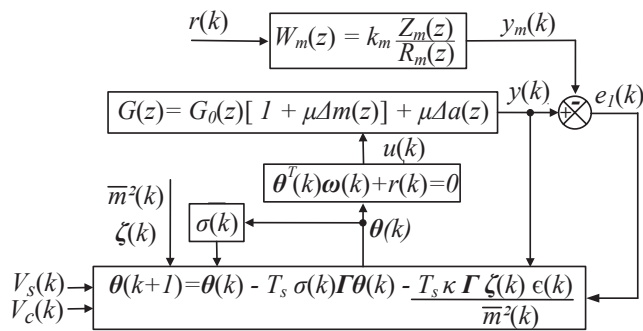 r(k)
W_m(z) = k_m Z_m(z)/R_m(z)
y_m(k)
G(z)= G_0(z)[ 1 + μΔm(z)] + μΔa(z)
y(k)
+
-
e_1(k)
u(k)
θ^T(k)ω(k)+r(k)=0
m̅²(k)
ζ(k)
σ(k)
θ(k)
V_s(k)
V_c(k)
θ(k+1)=θ(k) - T_s σ(k)Γθ(k) - T_s κ Γ ζ(k) ϵ(k)/m̅²(k)